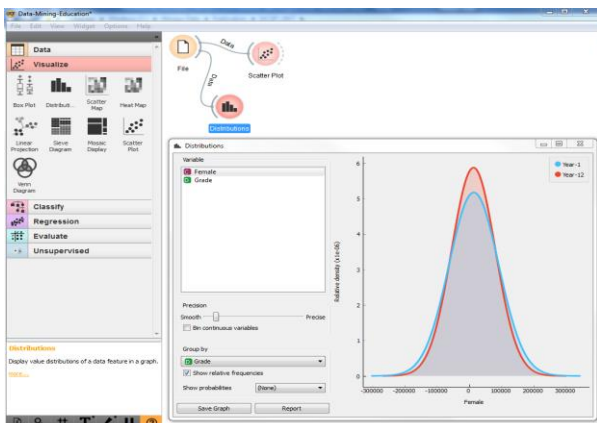 Data-Mining-Education*
File Edit View Widget Options Help
Data
Visualize
Box Plot
Distributi...
Scatter
Map
Heat Map
Linear
Projection
Sieve
Diagram
Mosaic
Display
Scatter
Plot
Venn
Diagram
Classify
Regression
Evaluate
Unsupervised
Distributions
Display value distributions of a data feature in a graph.
more...
File
Data
Scatter Plot
Data
Distributions
Distributions
Variable
Female
Grade
Precision
Smooth
Precise
Bin continuous variables
Group by
Grade
Show relative frequencies
Show probabilities
(None)
Save Graph
Report
Year-1
Year-12
Relative density (x1e-06)
6
5
4
3
2
1
0
-300000 -200000 -100000 0 100000 200000 300000
Female